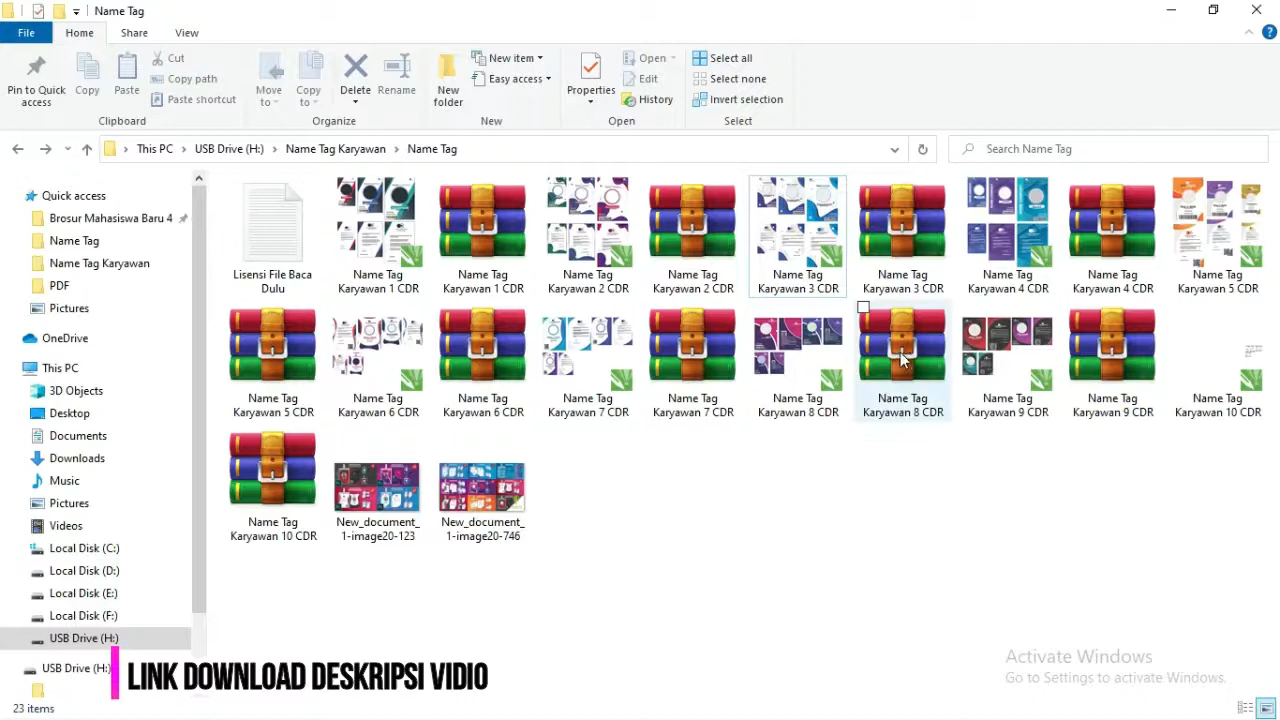 Name Tag
File
Home
Share
View
Pin to Quick
access
Copy
Paste
Cut
Copy path
Paste shortcut
Clipboard
Move
to
Copy
to
Delete
Rename
Organize
New
folder
New item
Easy access
New
Properties
Open
Edit
History
Open
Select all
Select none
Invert selection
Select
This PC
USB Drive (H:)
Name Tag Karyawan
Name Tag
Search Name Tag
Quick access
Brosur Mahasiswa Baru 4
Name Tag
Name Tag Karyawan
PDF
Pictures
OneDrive
This PC
3D Objects
Desktop
Documents
Downloads
Music
Pictures
Videos
Local Disk (C:)
Local Disk (D:)
Local Disk (E:)
Local Disk (F:)
USB Drive (H:)
USB Drive (H:)
Lisensi File Baca
Dulu
Name Tag
Karyawan 1 CDR
Name Tag
Karyawan 1 CDR
Name Tag
Karyawan 2 CDR
Name Tag
Karyawan 2 CDR
Name Tag
Karyawan 3 CDR
Name Tag
Karyawan 3 CDR
Name Tag
Karyawan 4 CDR
Name Tag
Karyawan 4 CDR
Name Tag
Karyawan 5 CDR
Name Tag
Karyawan 5 CDR
Name Tag
Karyawan 6 CDR
Name Tag
Karyawan 6 CDR
Name Tag
Karyawan 7 CDR
Name Tag
Karyawan 7 CDR
Name Tag
Karyawan 8 CDR
Name Tag
Karyawan 8 CDR
Name Tag
Karyawan 9 CDR
Name Tag
Karyawan 9 CDR
Name Tag
Karyawan 10 CDR
Name Tag
Karyawan 10 CDR
New_document_
1-image20-123
New_document_
1-image20-746
LINK DOWNLOAD DESKRIPSI VIDIO
Activate Windows
Go to Settings to activate Windows.
23 items